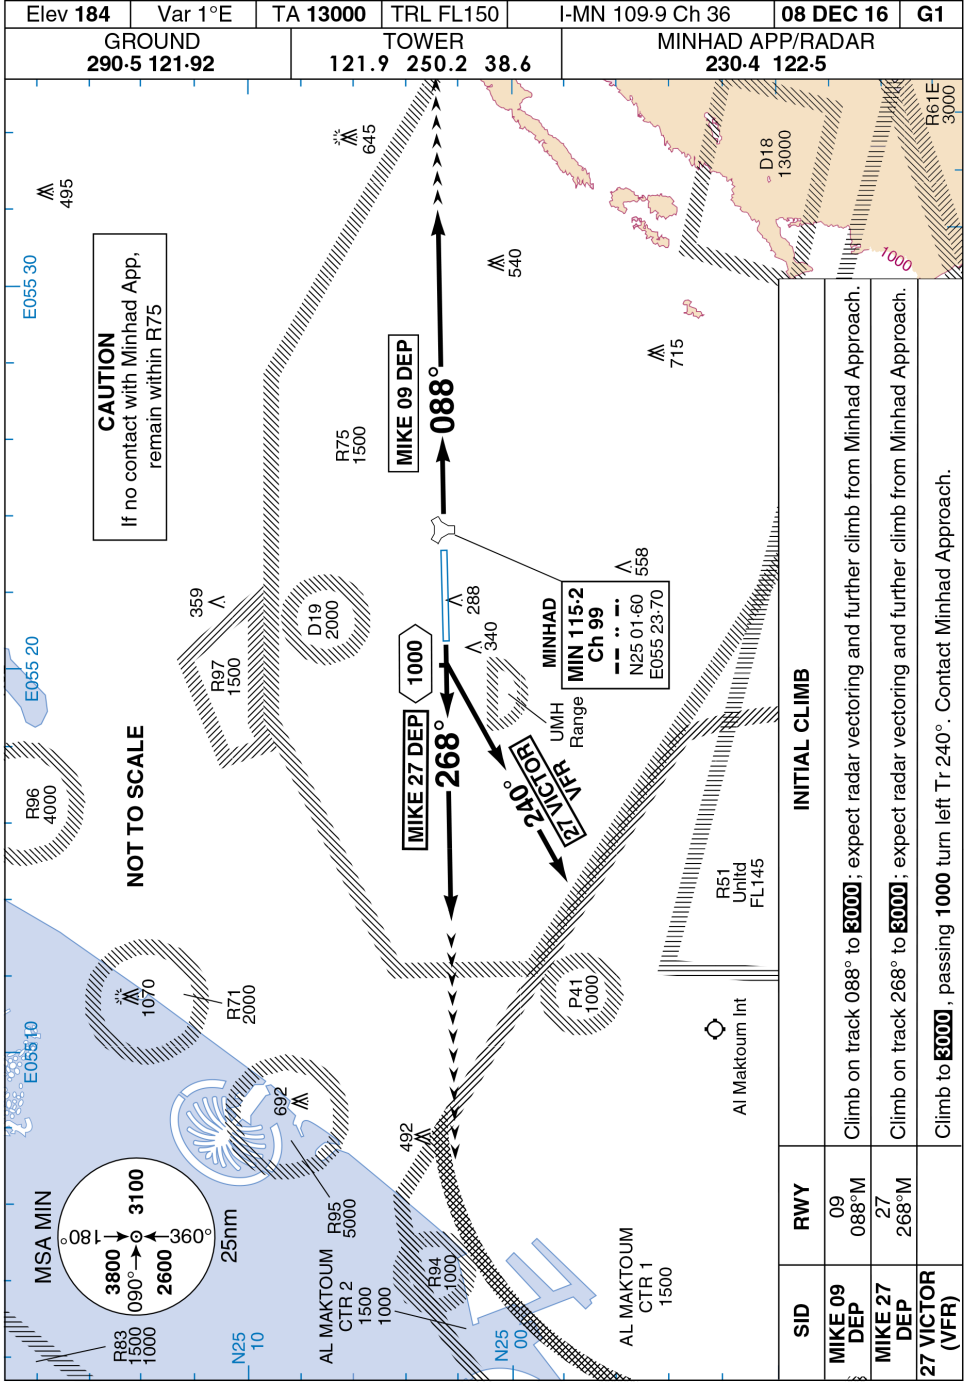 Elev 184
Var 1°E
TA 13000
TRL FL150
I-MN 109·9 Ch 36
08 DEC 16
G1
GROUND
290·5 121·92
TOWER
121.9 250.2 38.6
MINHAD APP/RADAR
230·4 122·5
495
645
R61E
3000
D18
13000
1000
540
E055 30
CAUTION
If no contact with Minhad App,
remain within R75
715
MIKE 09 DEP
088°
R75
1500
359
D19
2000
288
558
340
MINHAD
MIN 115·2
Ch 99
N25 01·60
E055 23·70
1000
R97
1500
E055 20
UMH
Range
MIKE 27 DEP
268°
240°
27 VICTOR
VFR
NOT TO SCALE
R96
4000
R51
Unltd
FL145
1070
R71
2000
P41
1000
Al Maktoum Int
E055 10
692
492
R95
5000
MSA MIN
180°
3100
360°
3800
090°
2600
25nm
R94
1000
AL MAKTOUM
CTR 2
1500
1000
AL MAKTOUM
CTR 1
1500
R83
1500
1000
N25
10
N25
00
SID
RWY
INITIAL CLIMB
MIKE 09
DEP
09
088°M
Climb on track 088° to 3000; expect radar vectoring and further climb from Minhad Approach.
MIKE 27
DEP
27
268°M
Climb on track 268° to 3000; expect radar vectoring and further climb from Minhad Approach.
27 VICTOR
(VFR)
Climb to 3000, passing 1000 turn left Tr 240°. Contact Minhad Approach.